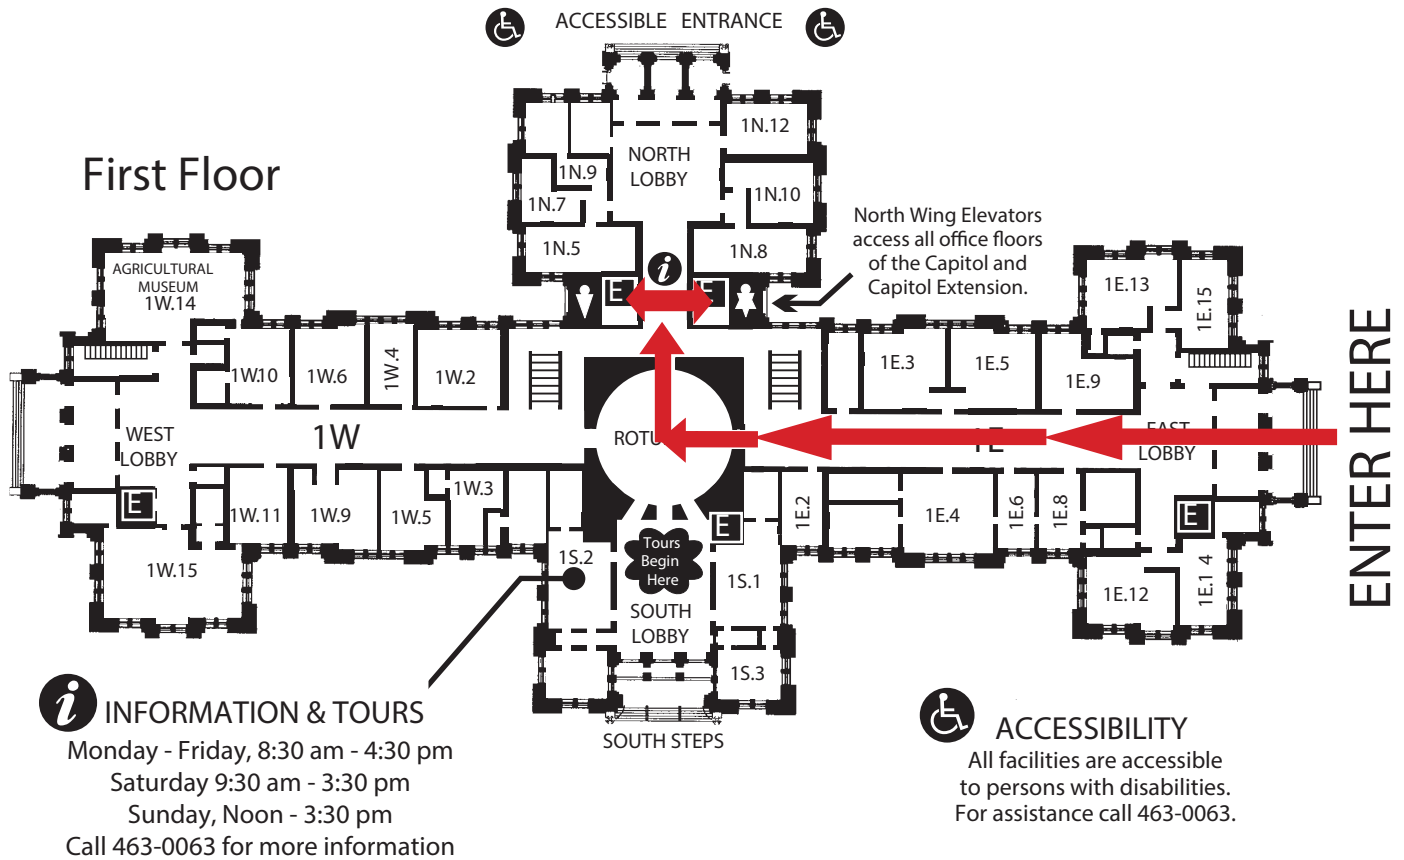 ACCESSIBLE ENTRANCE
First Floor
1N.12
NORTH
LOBBY
1N.9
1N.7
1N.10
1N.5
1N.8
North Wing Elevators
access all office floors
of the Capitol and
Capitol Extension.
i
E
E
AGRICULTURAL
MUSEUM
1W.14
1E.13
1E.15
1W.10
1W.6
1W.4
1W.2
1E.3
1E.5
1E.9
ENTER HERE
WEST
LOBBY
1W
ROTU
1E
EAST
LOBBY
E
1W.11
1W.9
1W.5
1W.3
1E.2
1E.4
1E.6
1E.8
E
E
1S.2
Tours
Begin
Here
1S.1
1W.15
1E.12
1E.1 4
SOUTH
LOBBY
1S.3
SOUTH STEPS
i INFORMATION & TOURS
Monday - Friday, 8:30 am - 4:30 pm
Saturday 9:30 am - 3:30 pm
Sunday, Noon - 3:30 pm
Call 463-0063 for more information
ACCESSIBILITY
All facilities are accessible
to persons with disabilities.
For assistance call 463-0063.